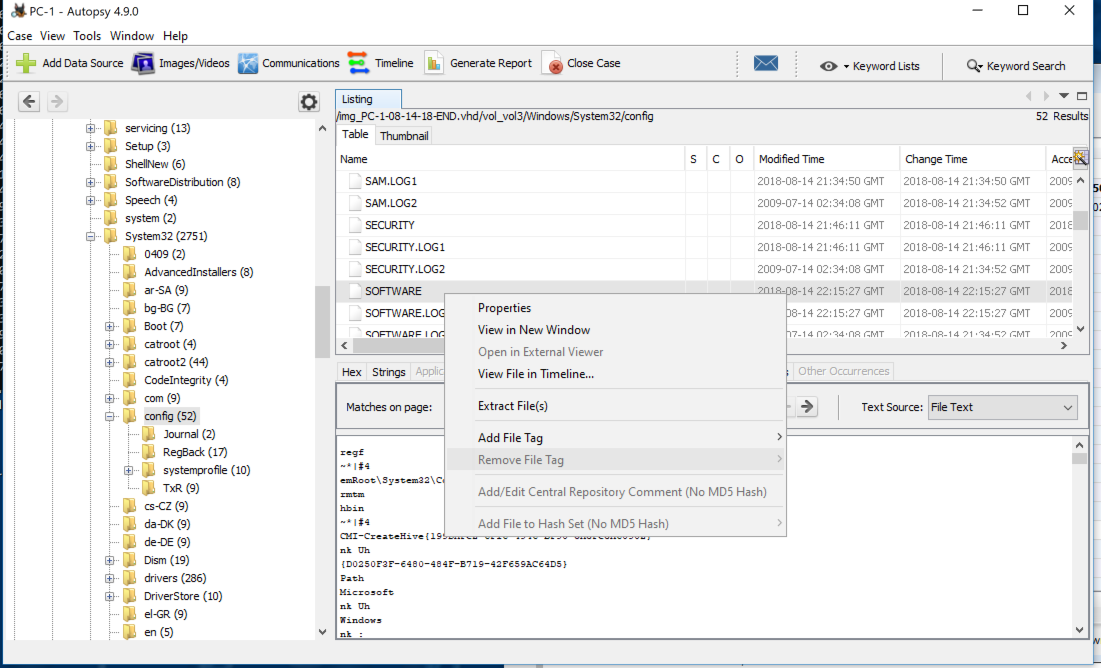 PC-1 - Autopsy 4.9.0
Case View Tools Window Help
Add Data Source Images/Videos Communications Timeline Generate Report Close Case Keyword Lists Keyword Search
servicing (13)
Setup (3)
ShellNew (6)
SoftwareDistribution (8)
Speech (4)
system (2)
System32 (2751)
0409 (2)
AdvancedInstallers (8)
ar-SA (9)
bg-BG (7)
Boot (7)
catroot (4)
catroot2 (44)
CodeIntegrity (4)
com (9)
config (52)
Journal (2)
RegBack (17)
systemprofile (10)
TxR (9)
cs-CZ (9)
da-DK (9)
de-DE (9)
Dism (19)
drivers (286)
DriverStore (10)
el-GR (9)
en (5)
Listing
/img_PC-1-08-14-18-END.vhd/vol_vol3/Windows/System32/config 52 Results
Table Thumbnail
Name S C O Modified Time Change Time Acce
SAM.LOG1 2018-08-14 21:34:50 GMT 2018-08-14 21:34:50 GMT 2009
SAM.LOG2 2009-07-14 02:34:08 GMT 2018-08-14 21:34:52 GMT 2009
SECURITY 2018-08-14 21:46:11 GMT 2018-08-14 21:46:11 GMT 2018
SECURITY.LOG1 2018-08-14 21:46:11 GMT 2018-08-14 21:46:11 GMT 2009
SECURITY.LOG2 2009-07-14 02:34:08 GMT 2018-08-14 21:34:52 GMT 2009
SOFTWARE 2018-08-14 22:15:27 GMT 2018-08-14 22:15:27 GMT 2018
SOFTWARE.LOG 2018-08-14 22:15:27 GMT 2018-08-14 22:15:27 GMT 2009
SOFTWARE.LOG 2009-07-14 02:34:08 GMT 2018-08-14 21:34:52 GMT 2009
Properties
View in New Window
Open in External Viewer
View File in Timeline...
Extract File(s)
Add File Tag
Remove File Tag
Add/Edit Central Repository Comment (No MD5 Hash)
Add File to Hash Set (No MD5 Hash)
Hex Strings Applic Other Occurrences
Matches on page: Text Source: File Text
regf
~*|#4
emRoot\System32\Co
rmtm
hbin
~*|#4
nk Uh
{D0250F3F-6480-484F-B719-42F659AC64D5}
Path
Microsoft
nk Uh
Windows
nk :